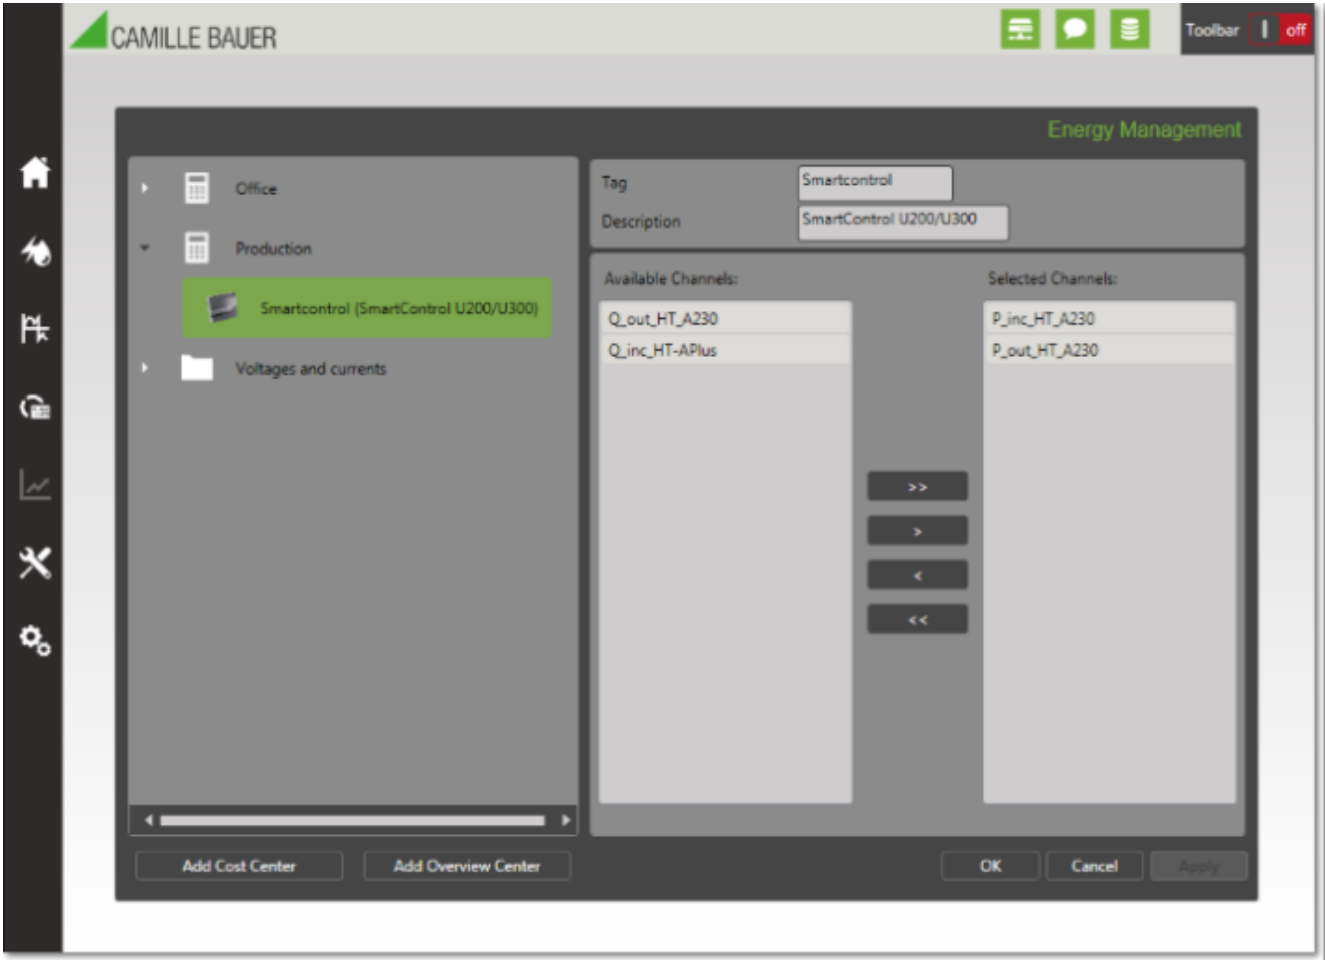 CAMILLE BAUER
Toolbar off
Energy Management
Office
Production
Smartcontrol (SmartControl U200/U300)
Voltages and currents
Tag Smartcontrol
Description SmartControl U200/U300
Available Channels:
Q_out_HT_A230
Q_inc_HT-APlus
>>
>
<
<<
Selected Channels:
P_inc_HT_A230
P_out_HT_A230
Add Cost Center Add Overview Center OK Cancel Apply